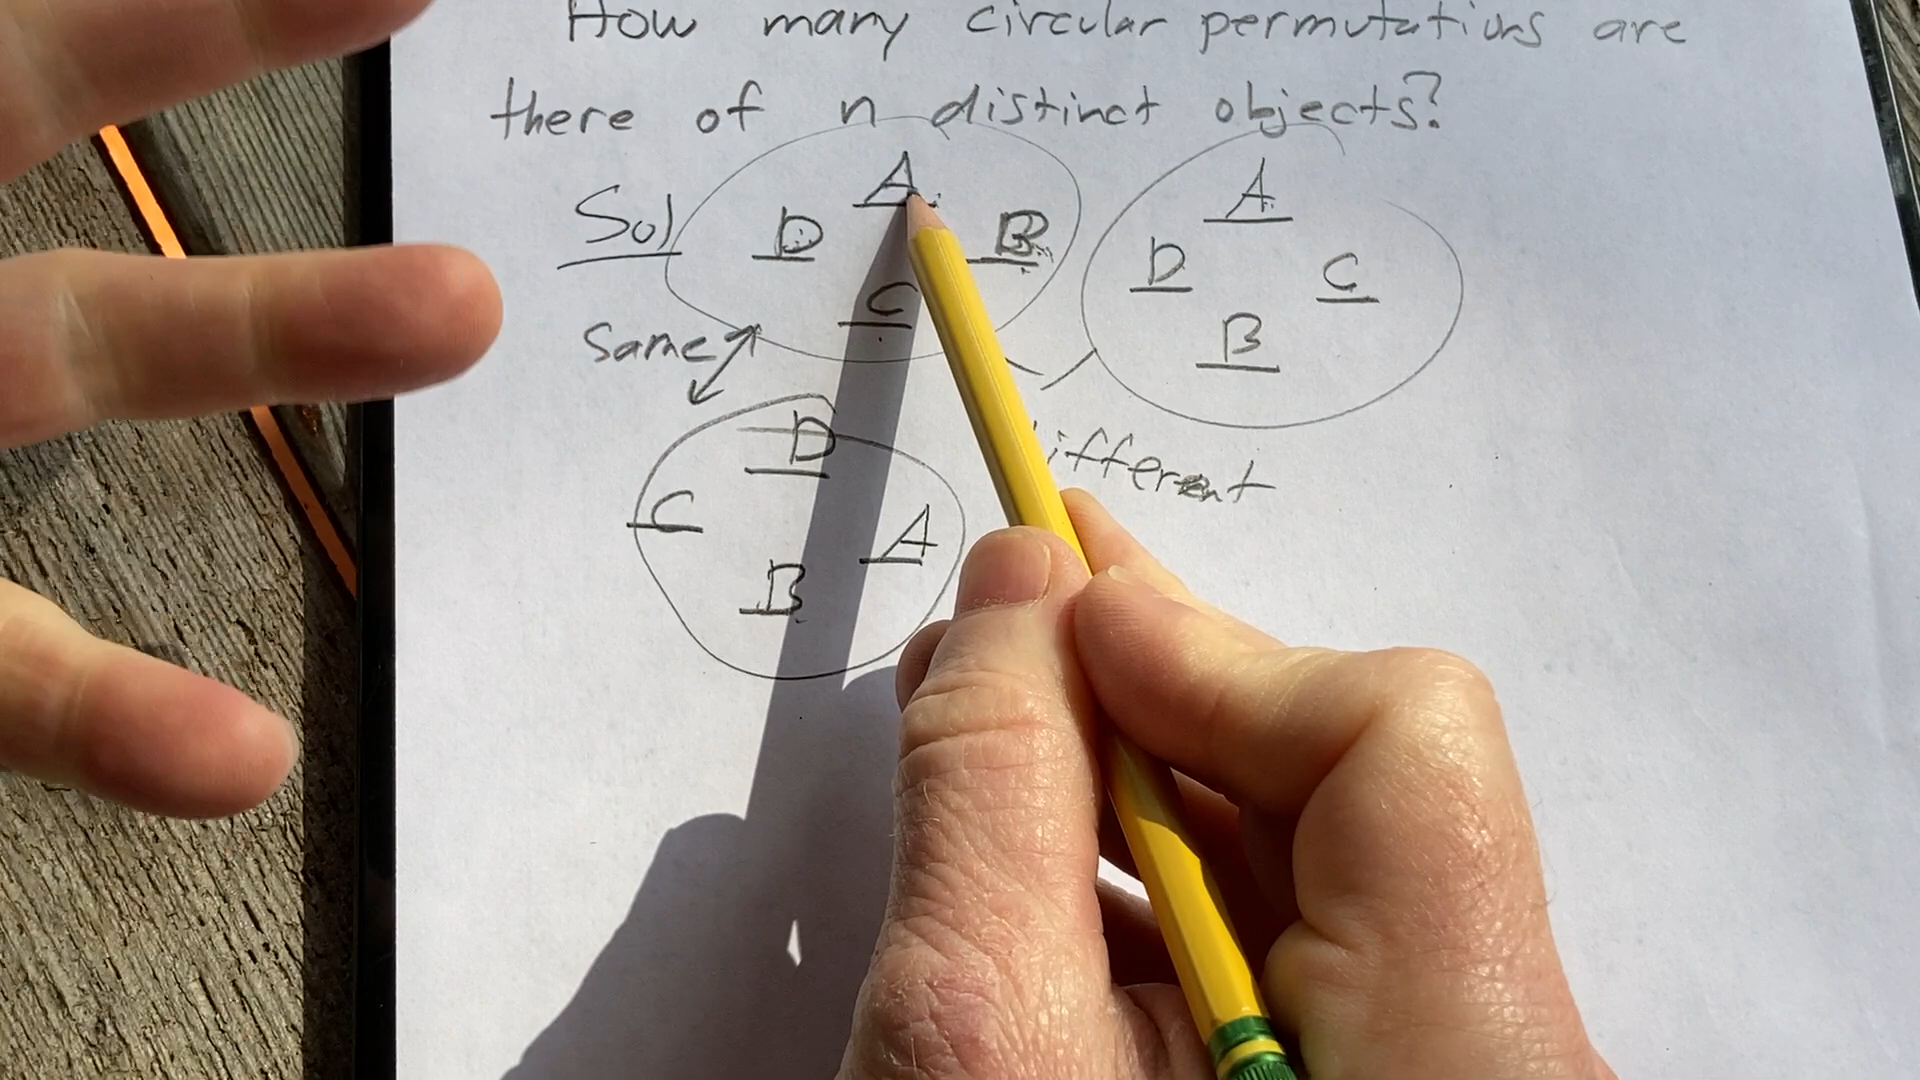 How many circular permutations are
there of n distinct objects?
Sol
A
D B
C
A
D C
B
Same
ifferent
D
C A
B